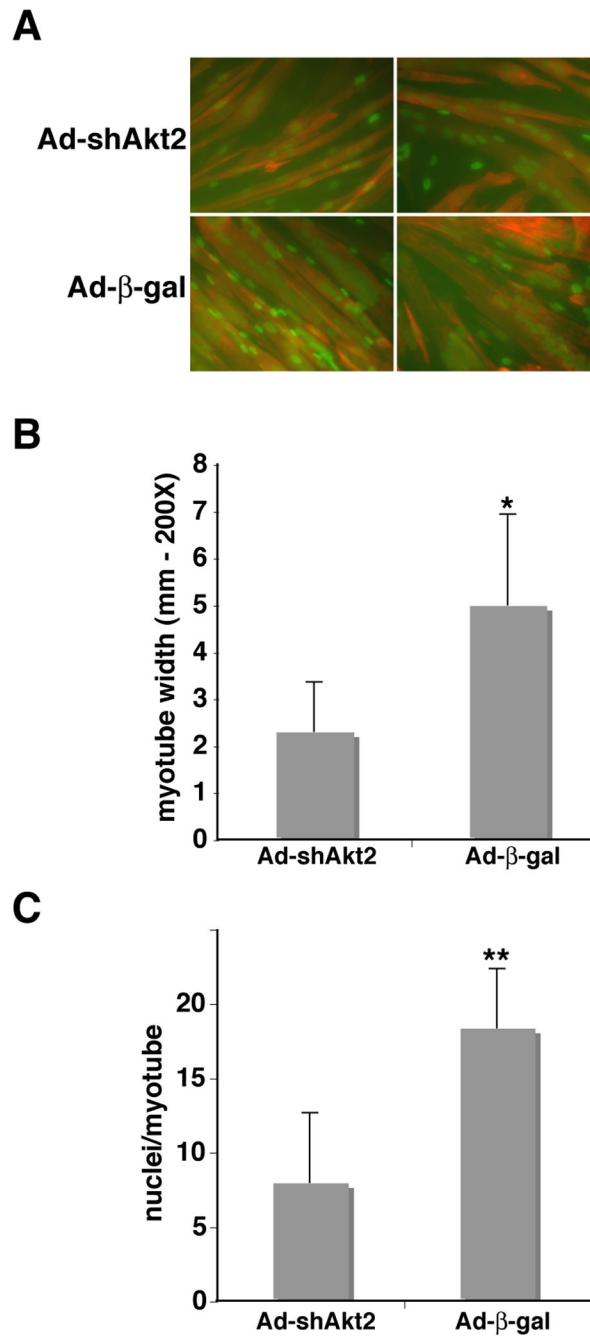 A
Ad-shAkt2
Ad-β-gal
B
myotube width (mm - 200X)
8
7
6
5
4
3
2
1
0
*
Ad-shAkt2
Ad-β-gal
C
nuclei/myotube
20
15
10
5
0
**
Ad-shAkt2
Ad-β-gal